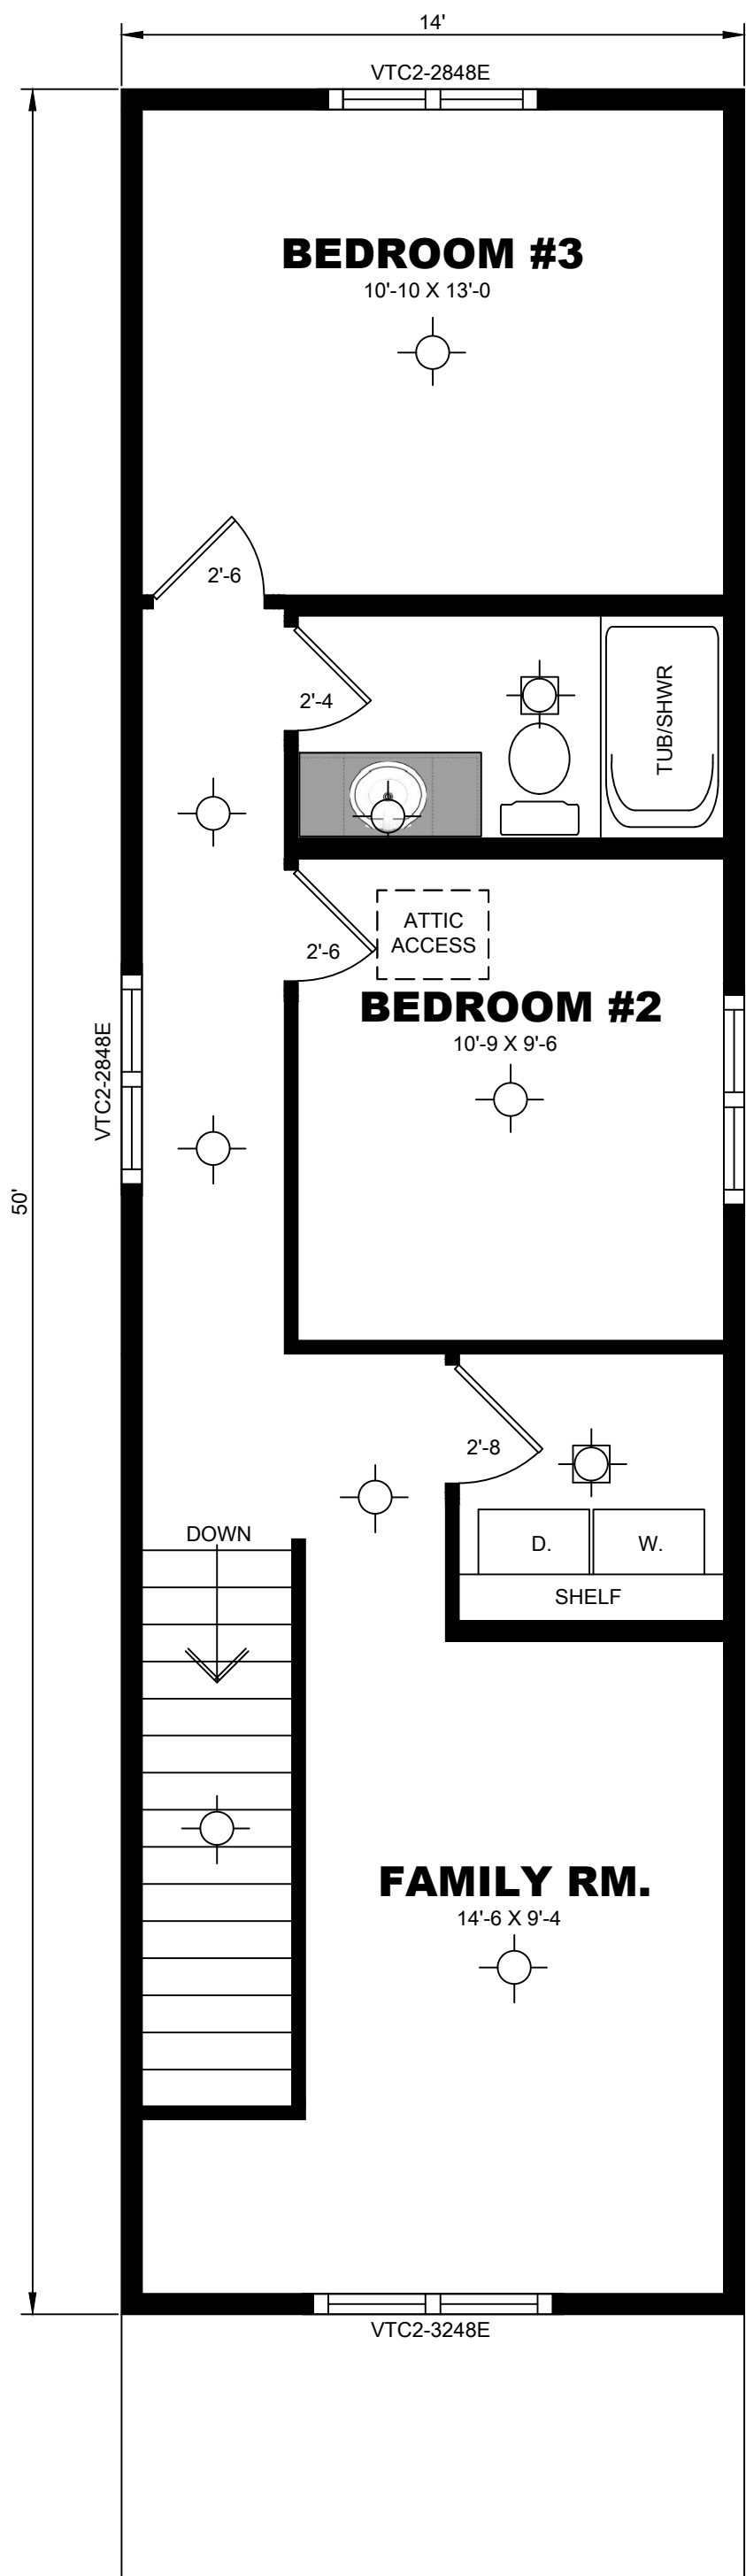 14'
VTC2-2848E
BEDROOM #3
10'-10 X 13'-0
2'-6
2'-4
TUB/SHWR
2'-6
ATTIC
ACCESS
BEDROOM #2
10'-9 X 9'-6
VTC2-2848E
50'
2'-8
DOWN
D.
W.
SHELF
FAMILY RM.
14'-6 X 9'-4
VTC2-3248E